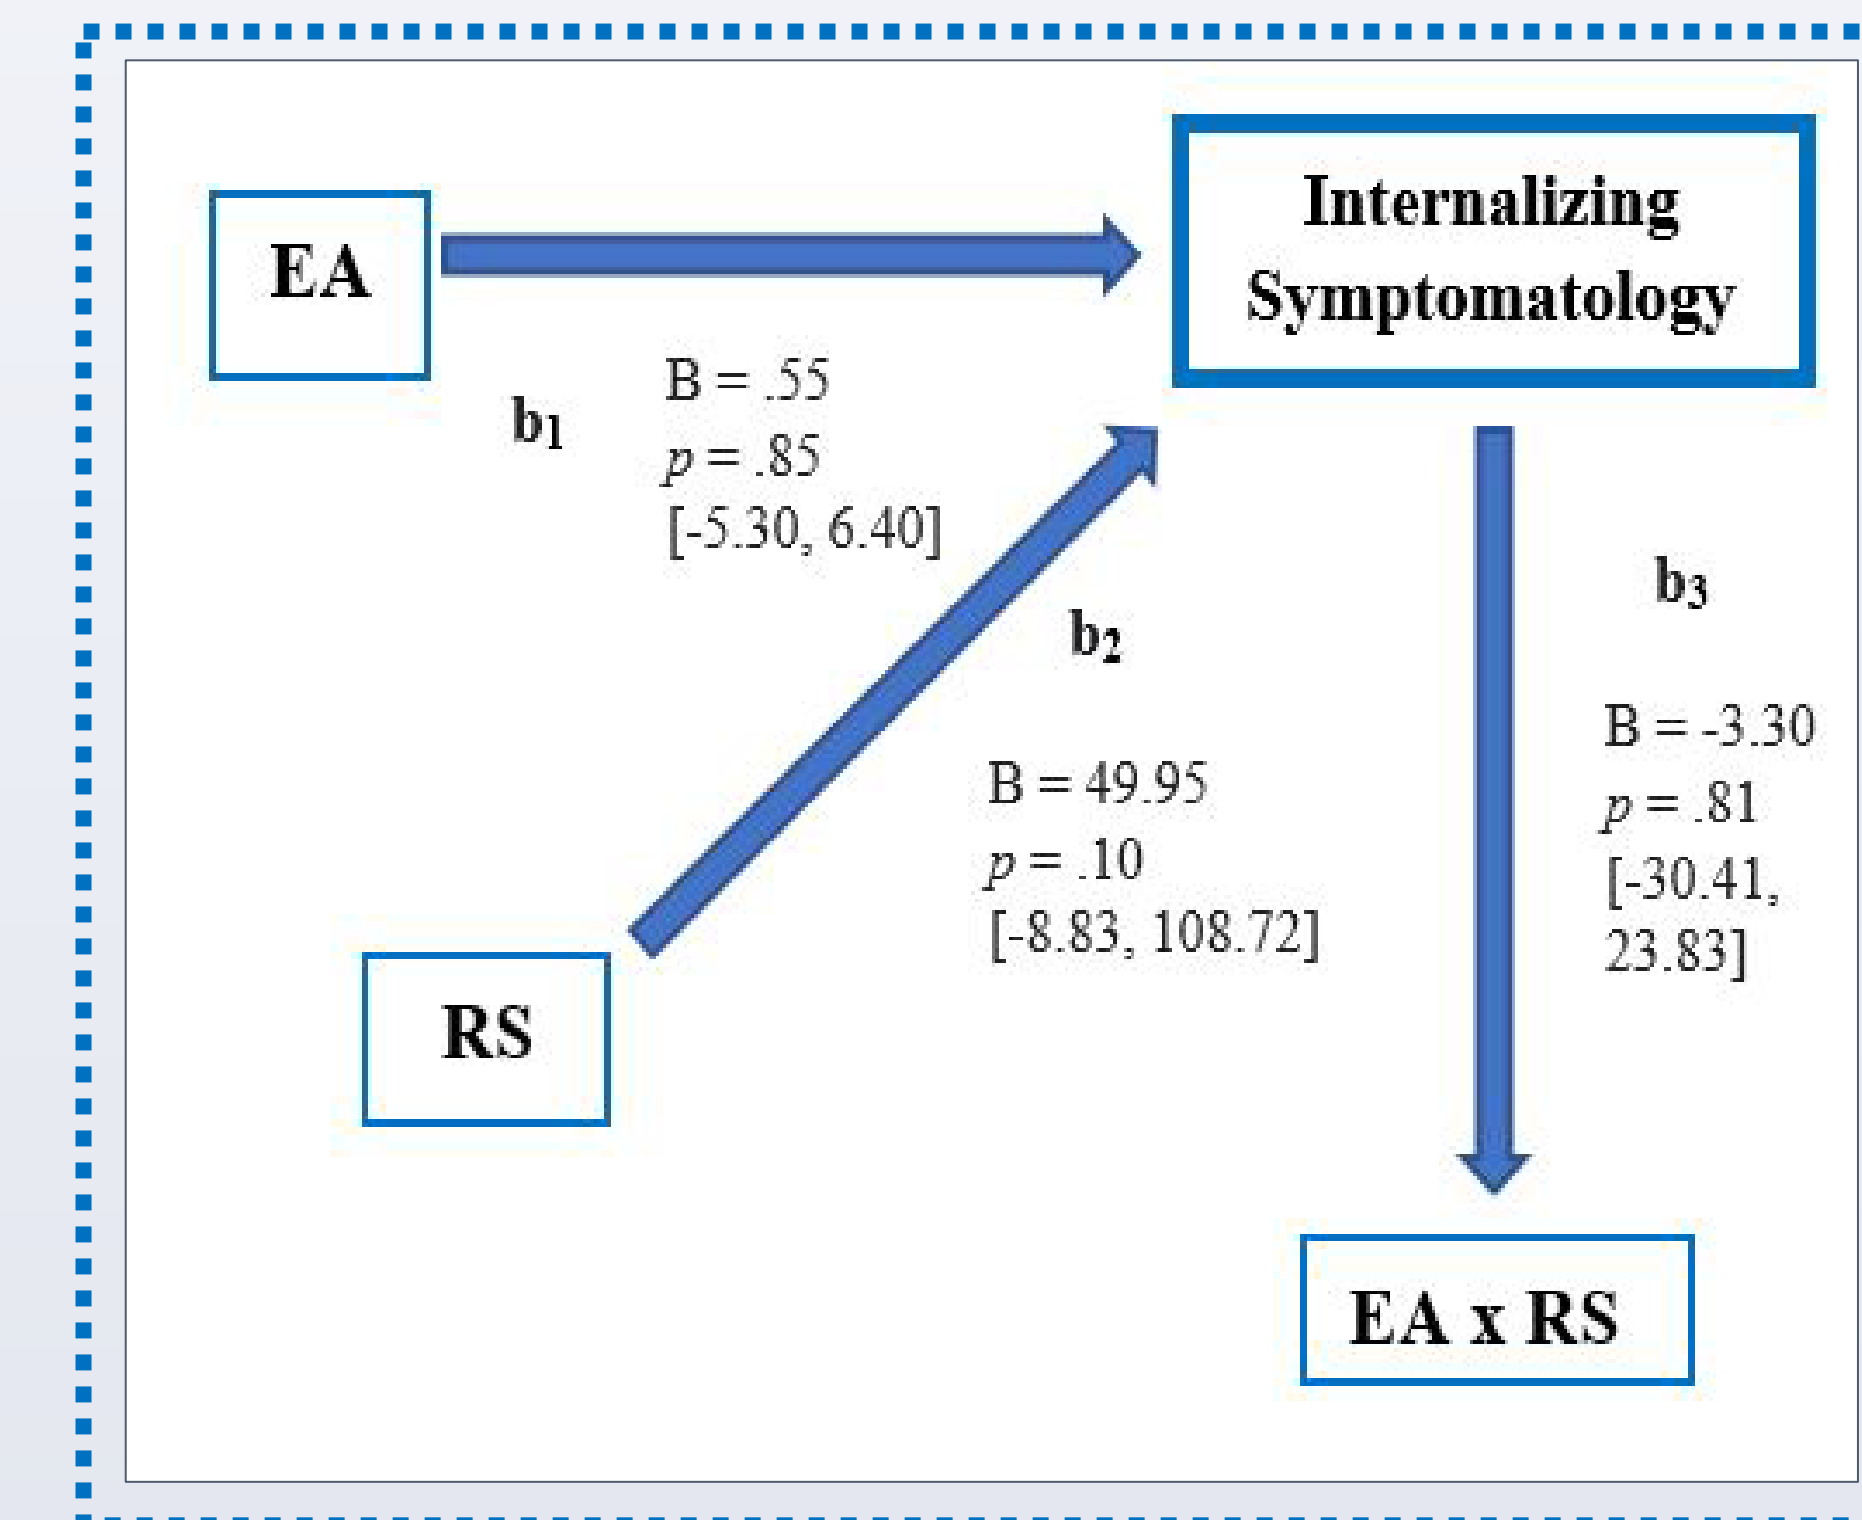 EA
Internalizing
Symptomatology
b1
B = .55
p = .85
[-5.30, 6.40]
b2
B = 49.95
p = .10
[-8.83, 108.72]
b3
B = -3.30
p = .81
[-30.41,
23.83]
RS
EA x RS